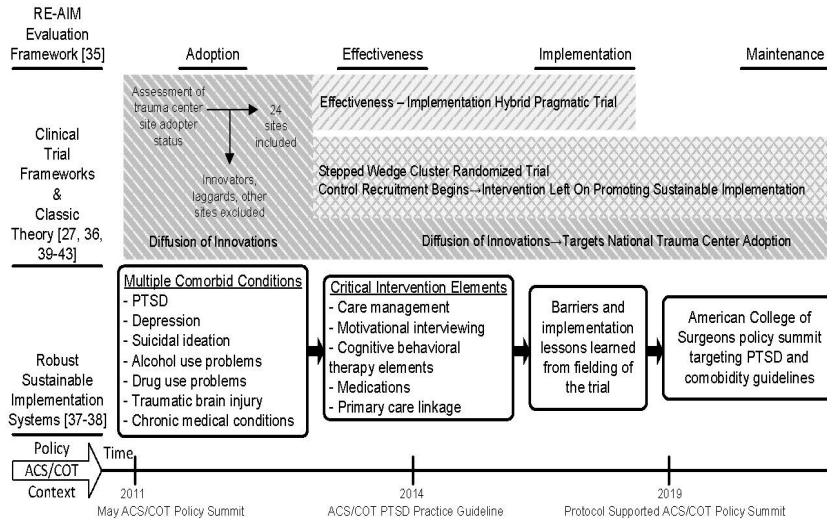 RE-AIM
Evaluation
Framework [35]
Adoption
Effectiveness
Implementation
Maintenance
Clinical
Trial
Frameworks
&
Classic
Theory [27, 36,
39-43]
Assessment of
trauma center
site adopter
status
24
sites
included
Innovators,
laggards, other
sites excluded
Diffusion of Innovations
Effectiveness – Implementation Hybrid Pragmatic Trial
Stepped Wedge Cluster Randomized Trial
Control Recruitment Begins→Intervention Left On Promoting Sustainable Implementation
Diffusion of Innovations→Targets National Trauma Center Adoption
Robust
Sustainable
Implementation
Systems [37-38]
Multiple Comorbid Conditions
- PTSD
- Depression
- Suicidal ideation
- Alcohol use problems
- Drug use problems
- Traumatic brain injury
- Chronic medical conditions
Critical Intervention Elements
- Care management
- Motivational interviewing
- Cognitive behavioral
therapy elements
- Medications
- Primary care linkage
Barriers and
implementation
lessons learned
from fielding of
the trial
American College of
Surgeons policy summit
targeting PTSD and
comobidity guidelines
Policy
ACS/COT
Context
Time
2011
May ACS/COT Policy Summit
2014
ACS/COT PTSD Practice Guideline
2019
Protocol Supported ACS/COT Policy Summit